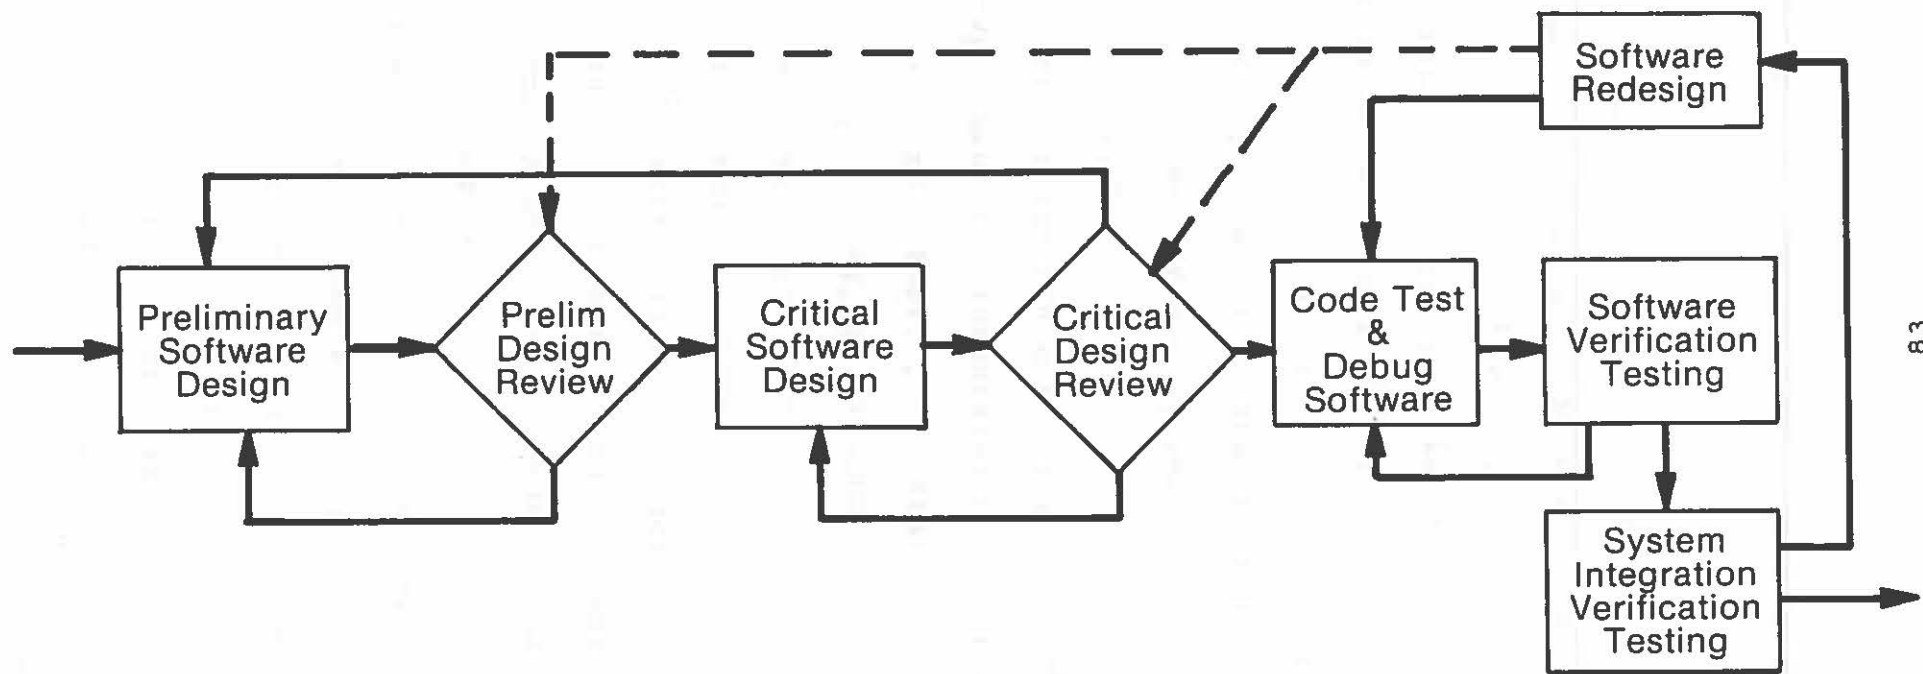 Software
Redesign
Preliminary
Software
Design
Prelim
Design
Review
Critical
Software
Design
Critical
Design
Review
Code Test
&
Debug
Software
Software
Verification
Testing
System
Integration
Verification
Testing
83